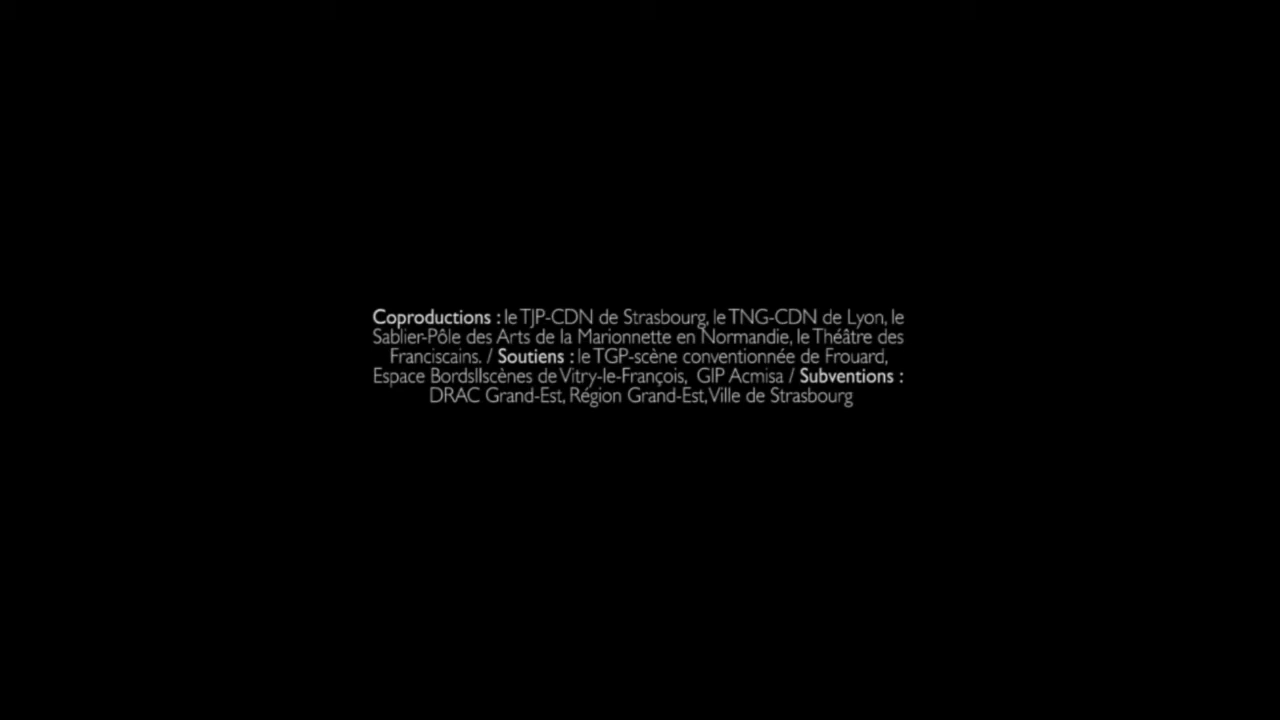 Coproductions : le TJP-CDN de Strasbourg, le TNG-CDN de Lyon, le
Sablier-Pôle des Arts de la Marionnette en Normandie, le Théâtre des
Franciscains. / Soutiens : le TGP-scène conventionnée de Frouard,
Espace BordsIIscènes de Vitry-le-François, GIP Acmisa / Subventions :
DRAC Grand-Est, Région Grand-Est, Ville de Strasbourg